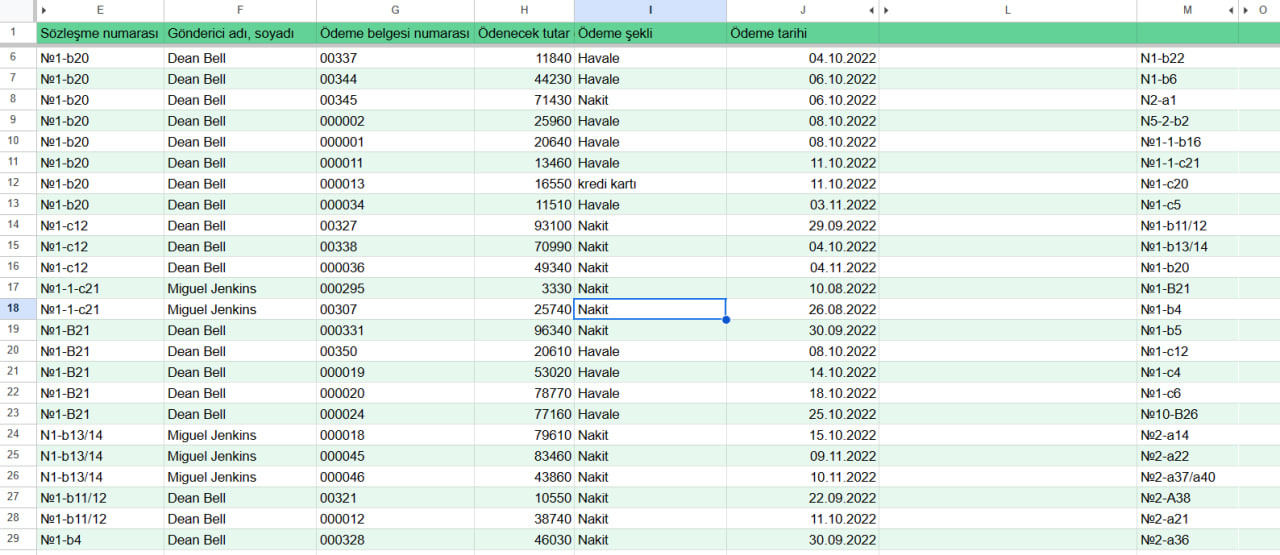 E F G H I J L M O
1 Sözleşme numarası Gönderici adı, soyadı Ödeme belgesi numarası Ödenecek tutar Ödeme şekli Ödeme tarihi
6 №1-b20 Dean Bell 00337 11840 Havale 04.10.2022 N1-b22
7 №1-b20 Dean Bell 00344 44230 Havale 06.10.2022 N1-b6
8 №1-b20 Dean Bell 00345 71430 Nakit 06.10.2022 N2-a1
9 №1-b20 Dean Bell 000002 25960 Havale 08.10.2022 N5-2-b2
10 №1-b20 Dean Bell 000001 20640 Havale 08.10.2022 №1-1-b16
11 №1-b20 Dean Bell 000011 13460 Havale 11.10.2022 №1-1-c21
12 №1-b20 Dean Bell 000013 16550 kredi kartı 11.10.2022 №1-c20
13 №1-b20 Dean Bell 000034 11510 Havale 03.11.2022 №1-c5
14 №1-c12 Dean Bell 00327 93100 Nakit 29.09.2022 №1-b11/12
15 №1-c12 Dean Bell 00338 70990 Nakit 04.10.2022 №1-b13/14
16 №1-c12 Dean Bell 000036 49340 Nakit 04.11.2022 №1-b20
17 №1-1-c21 Miguel Jenkins 000295 3330 Nakit 10.08.2022 №1-B21
18 №1-1-c21 Miguel Jenkins 00307 25740 Nakit 26.08.2022 №1-b4
19 №1-B21 Dean Bell 000331 96340 Nakit 30.09.2022 №1-b5
20 №1-B21 Dean Bell 00350 20610 Havale 08.10.2022 №1-c12
21 №1-B21 Dean Bell 000019 53020 Havale 14.10.2022 №1-c4
22 №1-B21 Dean Bell 000020 78770 Havale 18.10.2022 №1-c6
23 №1-B21 Dean Bell 000024 77160 Havale 25.10.2022 №10-B26
24 N1-b13/14 Miguel Jenkins 000018 79610 Nakit 15.10.2022 №2-a14
25 N1-b13/14 Miguel Jenkins 000045 83460 Nakit 09.11.2022 №2-a22
26 N1-b13/14 Miguel Jenkins 000046 43860 Nakit 10.11.2022 №2-a37/a40
27 №1-b11/12 Dean Bell 00321 10550 Nakit 22.09.2022 №2-A38
28 №1-b11/12 Dean Bell 000012 38740 Nakit 11.10.2022 №2-a21
29 №1-b4 Dean Bell 000328 46030 Nakit 30.09.2022 №2-a36